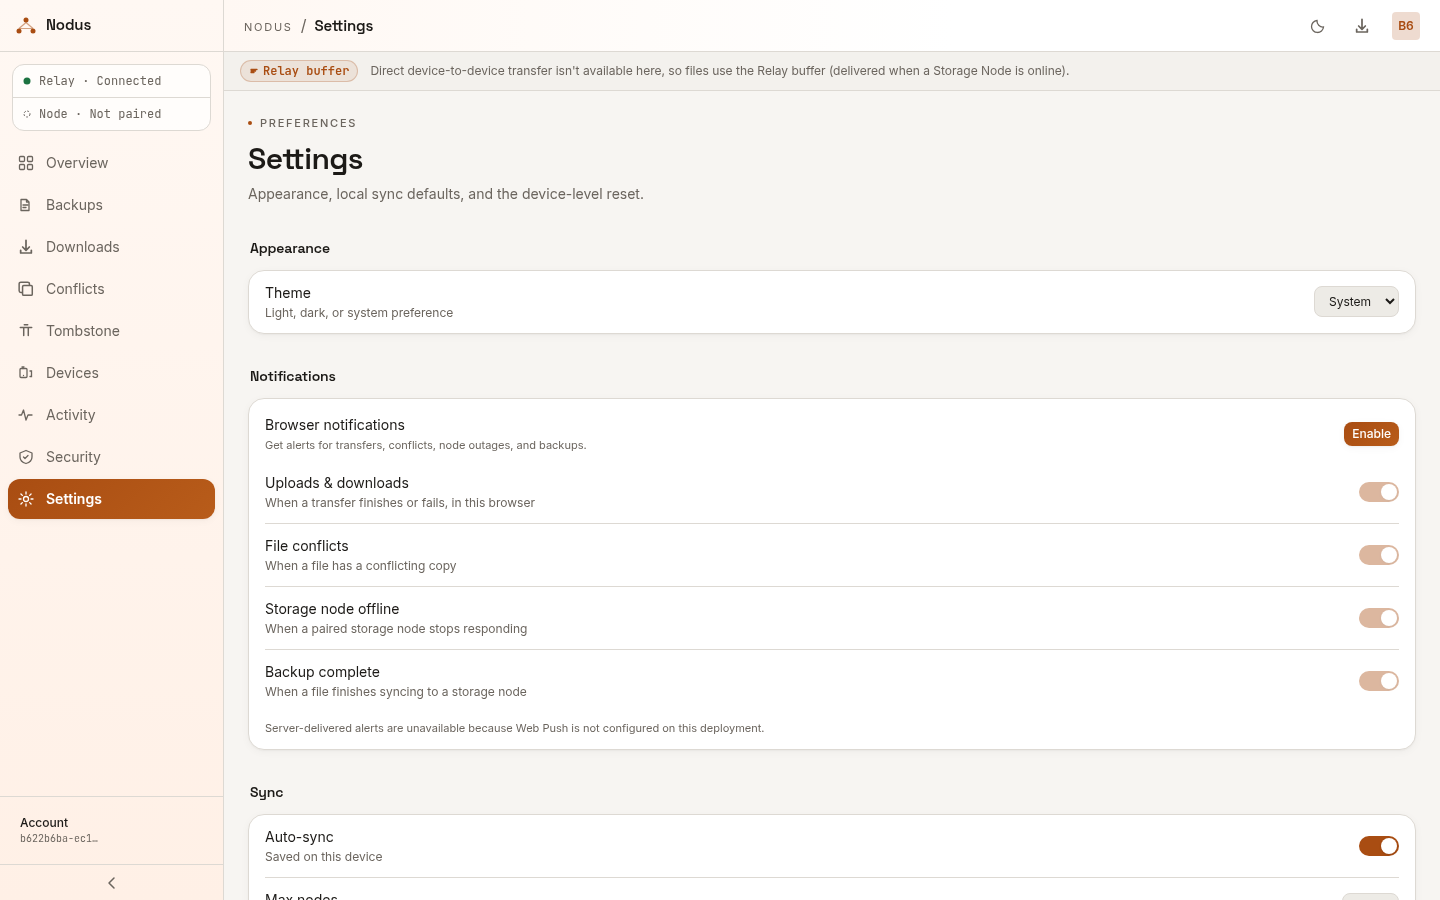 Nodus
NODUS / Settings
B6
Relay · Connected
Node · Not paired
Relay buffer
Direct device-to-device transfer isn't available here, so files use the Relay buffer (delivered when a Storage Node is online).
Overview
Backups
Downloads
Conflicts
Tombstone
Devices
Activity
Security
Settings
Account
b622b6ba-ec1…
PREFERENCES
Settings
Appearance, local sync defaults, and the device-level reset.
Appearance
Theme
Light, dark, or system preference
System
Notifications
Browser notifications
Get alerts for transfers, conflicts, node outages, and backups.
Enable
Uploads & downloads
When a transfer finishes or fails, in this browser
File conflicts
When a file has a conflicting copy
Storage node offline
When a paired storage node stops responding
Backup complete
When a file finishes syncing to a storage node
Server-delivered alerts are unavailable because Web Push is not configured on this deployment.
Sync
Auto-sync
Saved on this device
Max nodes